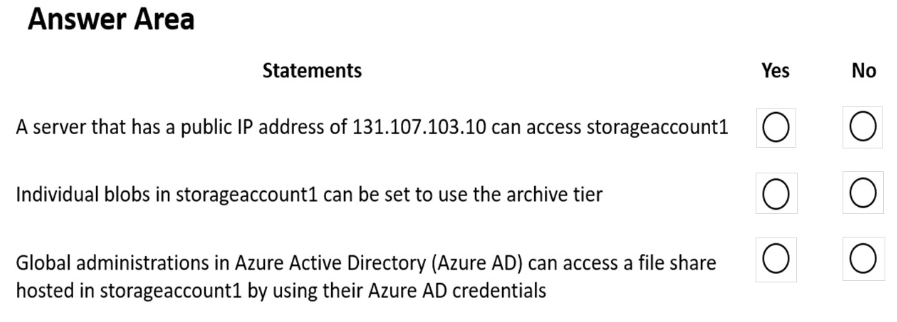 Answer Area
Statements Yes No
A server that has a public IP address of 131.107.103.10 can access storageaccount1
Individual blobs in storageaccount1 can be set to use the archive tier
Global administrations in Azure Active Directory (Azure AD) can access a file share
hosted in storageaccount1 by using their Azure AD credentials